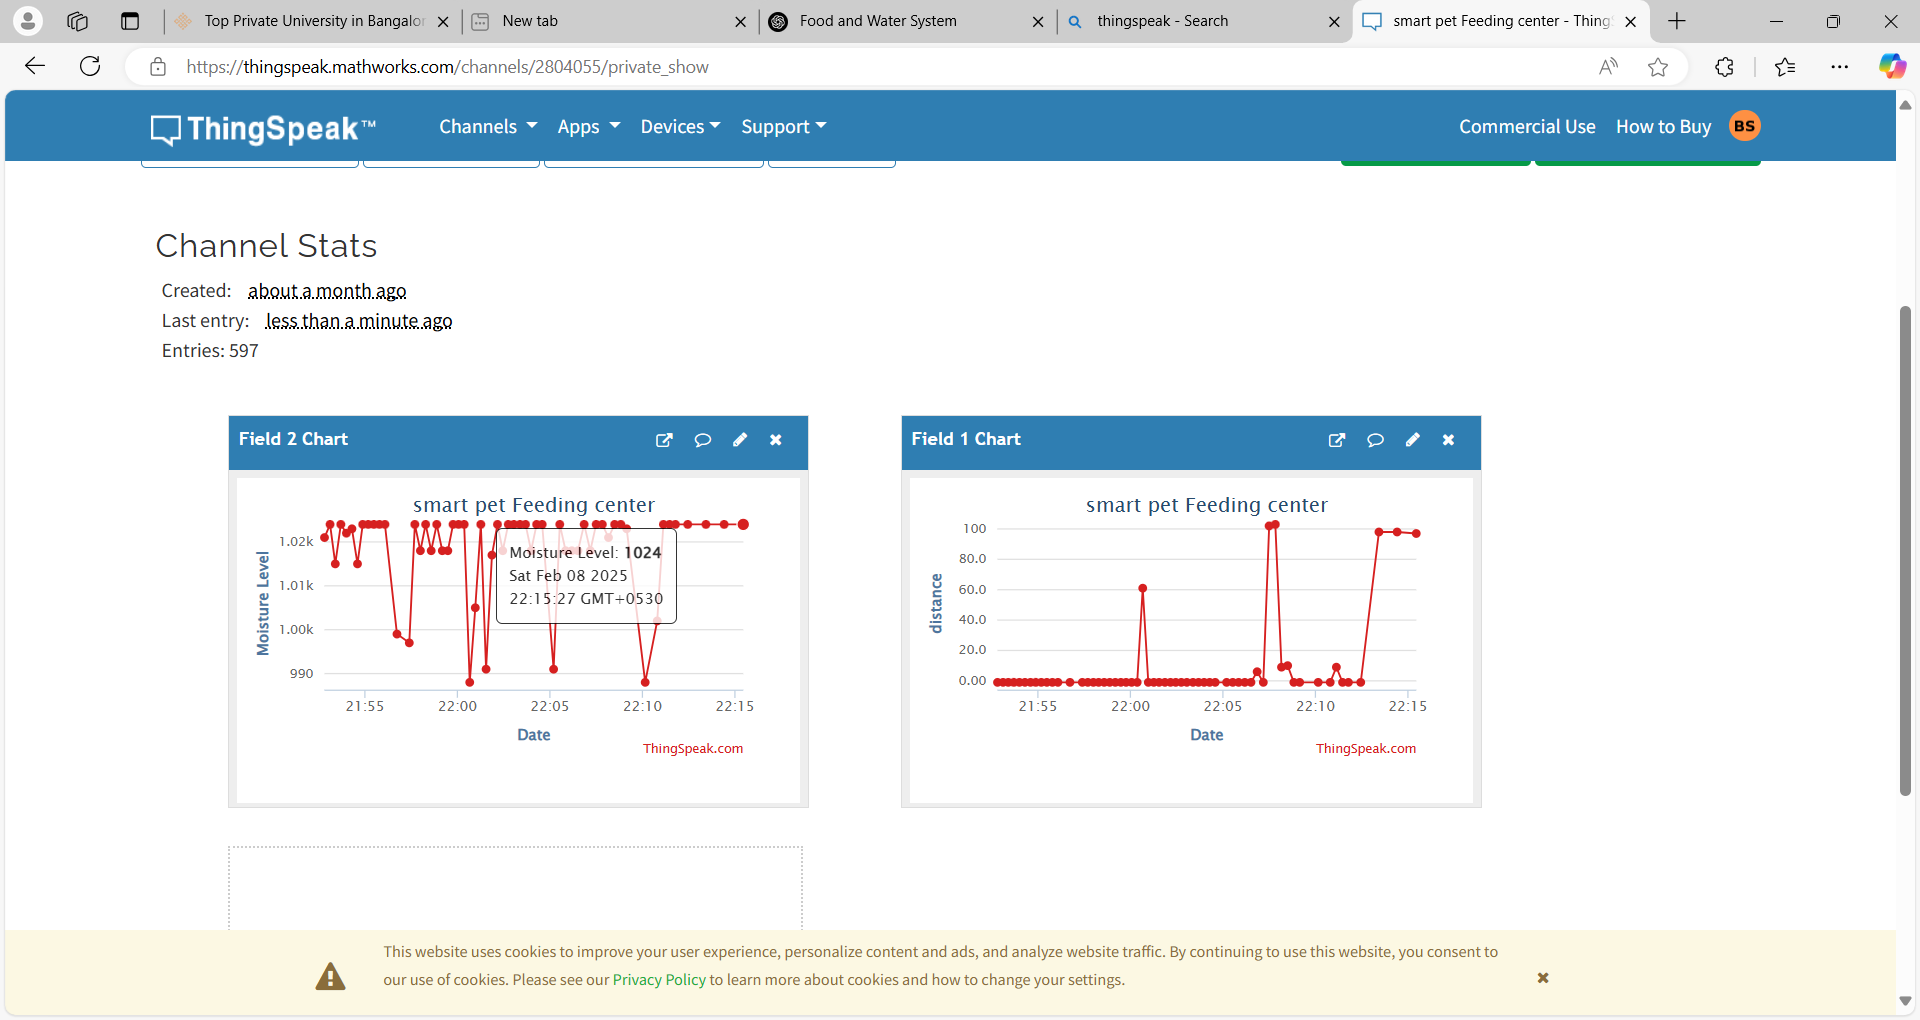 Top Private University in Bangalor
New tab
Food and Water System
thingspeak - Search
smart pet Feeding center - Thing
https://thingspeak.mathworks.com/channels/2804055/private_show
ThingSpeak™
Channels
Apps
Devices
Support
Commercial Use
How to Buy
BS
Channel Stats
Created: about a month ago
Last entry: less than a minute ago
Entries: 597
Field 2 Chart
smart pet Feeding center
Moisture Level
1.02k
1.01k
1.00k
990
Moisture Level: 1024
Sat Feb 08 2025
22:15:27 GMT+0530
21:55 22:00 22:05 22:10 22:15
Date
ThingSpeak.com
Field 1 Chart
smart pet Feeding center
distance
100
80.0
60.0
40.0
20.0
0.00
21:55 22:00 22:05 22:10 22:15
Date
ThingSpeak.com
This website uses cookies to improve your user experience, personalize content and ads, and analyze website traffic. By continuing to use this website, you consent to
our use of cookies. Please see our Privacy Policy to learn more about cookies and how to change your settings.